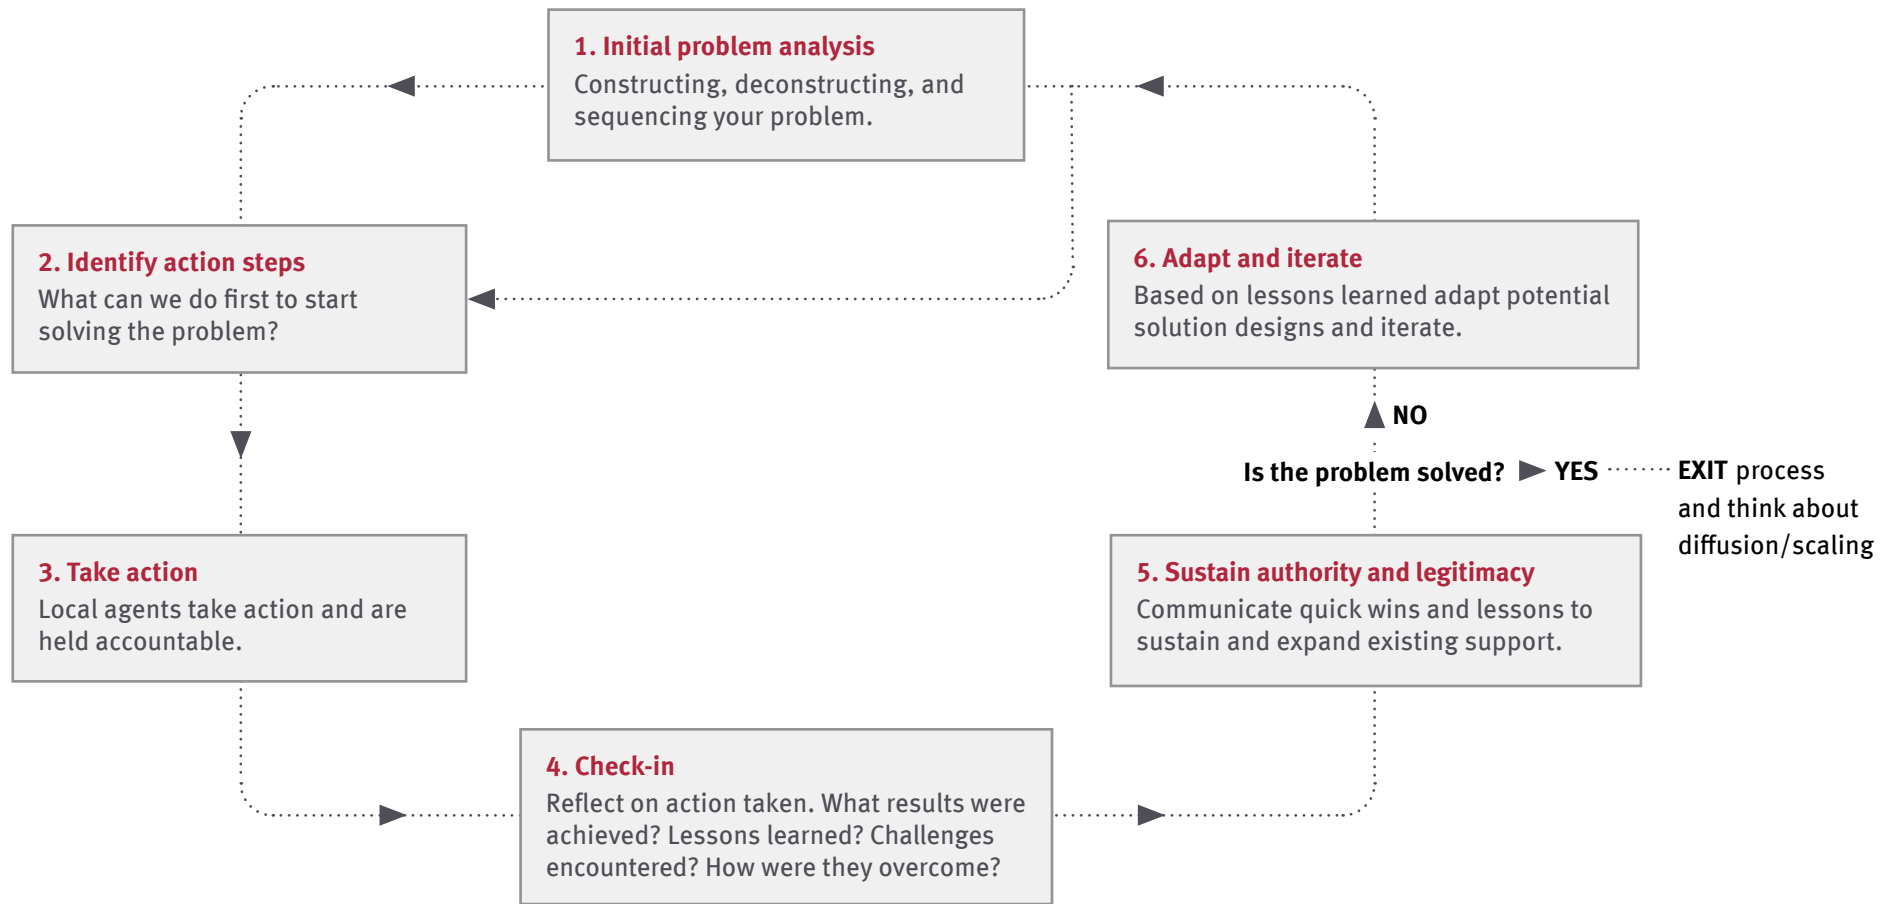 1. Initial problem analysis
Constructing, deconstructing, and
sequencing your problem.
2. Identify action steps
What can we do first to start
solving the problem?
3. Take action
Local agents take action and are
held accountable.
4. Check-in
Reflect on action taken. What results were
achieved? Lessons learned? Challenges
encountered? How were they overcome?
5. Sustain authority and legitimacy
Communicate quick wins and lessons to
sustain and expand existing support.
Is the problem solved?
YES
EXIT process
and think about
diffusion/scaling
NO
6. Adapt and iterate
Based on lessons learned adapt potential
solution designs and iterate.